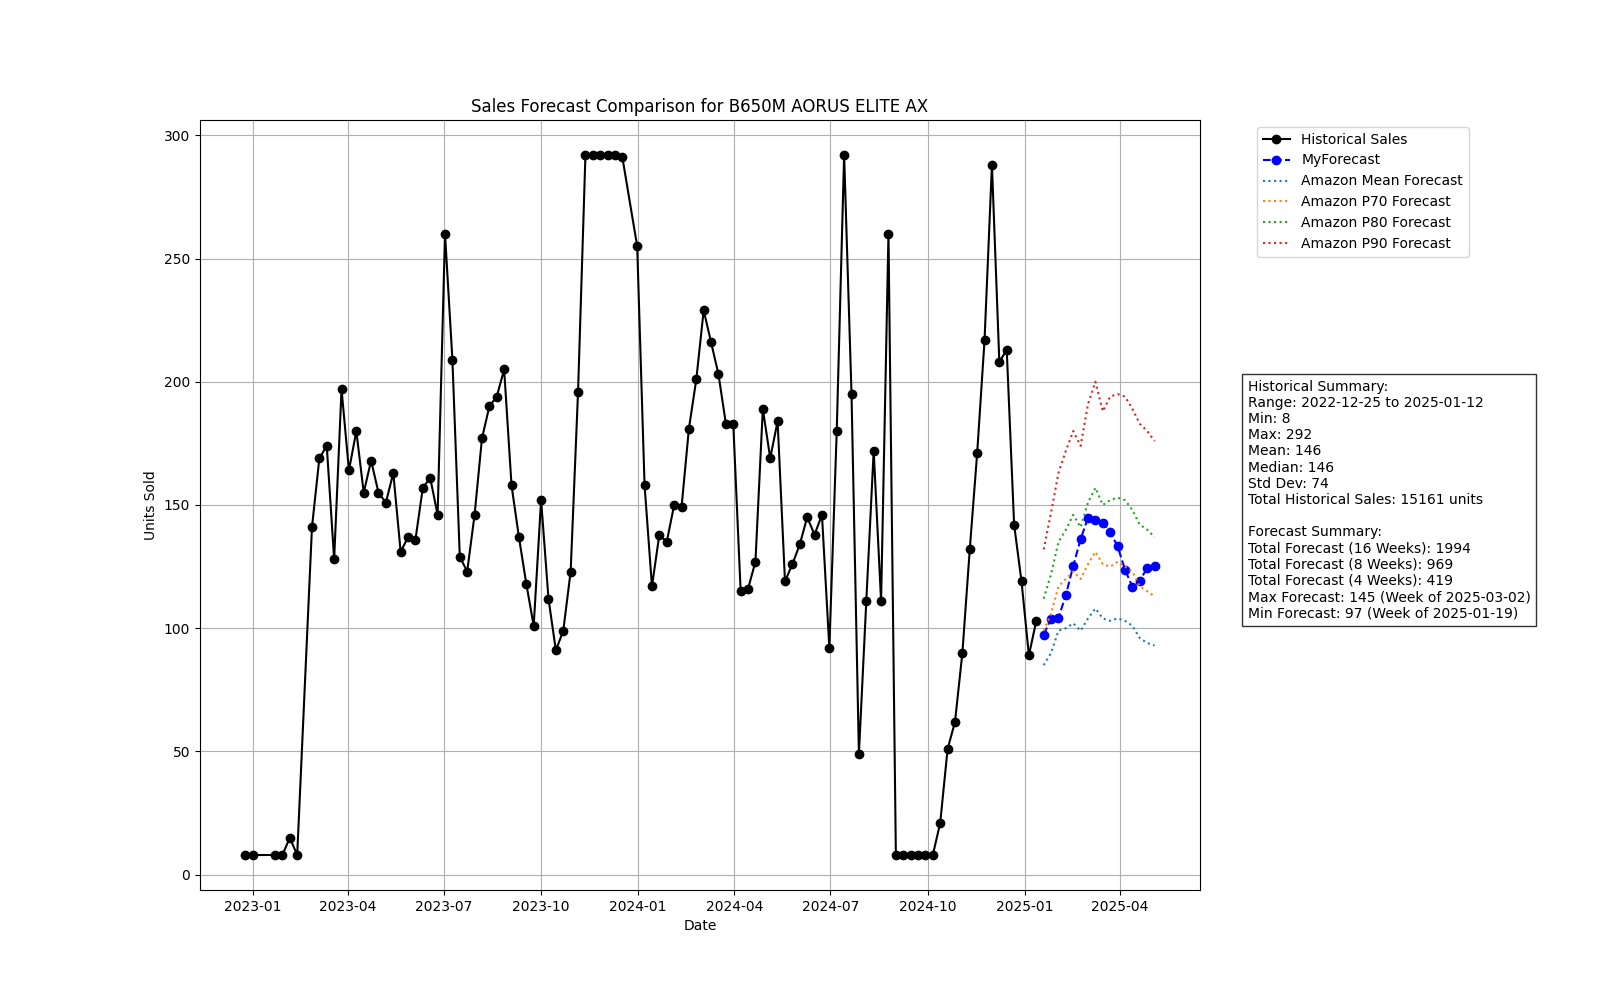 Sales Forecast Comparison for B650M AORUS ELITE AX
300
250
200
150
100
50
0
Units Sold
2023-01 2023-04 2023-07 2023-10 2024-01 2024-04 2024-07 2024-10 2025-01 2025-04
Date
Historical Sales
MyForecast
Amazon Mean Forecast
Amazon P70 Forecast
Amazon P80 Forecast
Amazon P90 Forecast
Historical Summary:
Range: 2022-12-25 to 2025-01-12
Min: 8
Max: 292
Mean: 146
Median: 146
Std Dev: 74
Total Historical Sales: 15161 units
Forecast Summary:
Total Forecast (16 Weeks): 1994
Total Forecast (8 Weeks): 969
Total Forecast (4 Weeks): 419
Max Forecast: 145 (Week of 2025-03-02)
Min Forecast: 97 (Week of 2025-01-19)